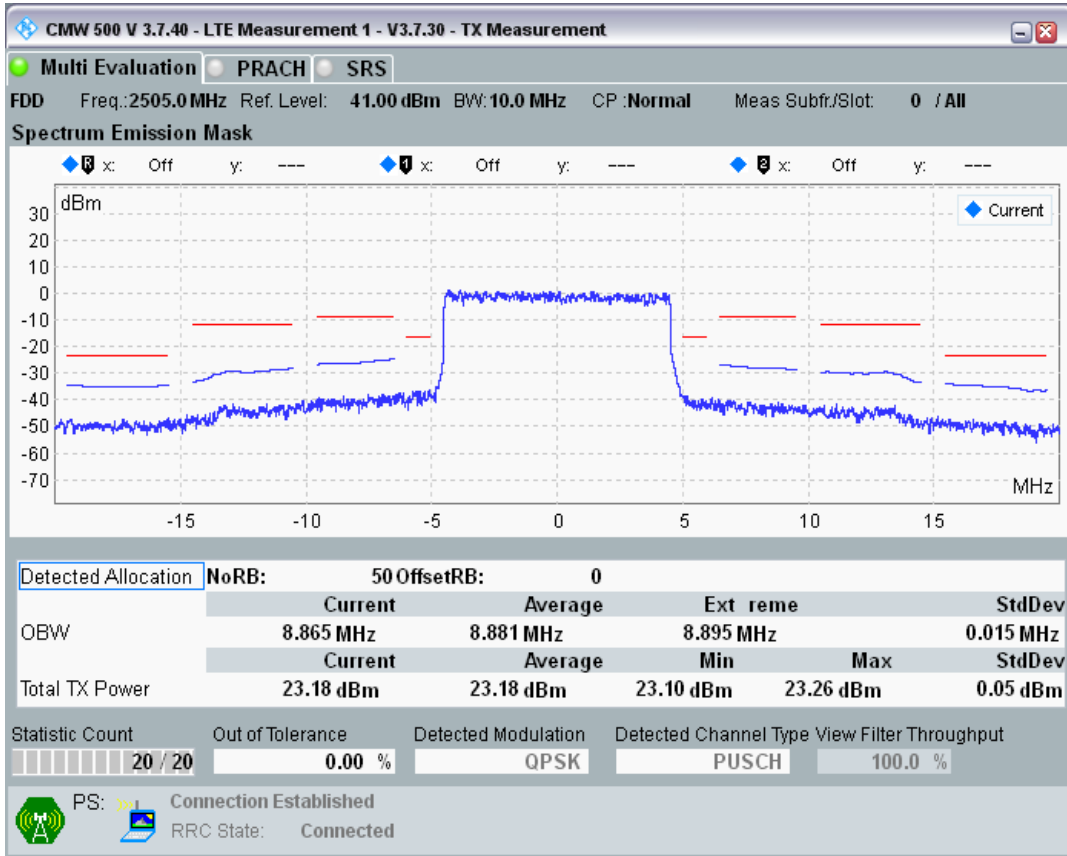 CMW 500 V 3.7.40 - LTE Measurement 1 - V3.7.30 - TX Measurement
Multi Evaluation PRACH SRS
FDD Freq.:2505.0 MHz Ref. Level: 41.00 dBm BW: 10.0 MHz CP :Normal Meas Subfr./Slot: 0 / All
Spectrum Emission Mask
R x: Off y: --- 1 x: Off y: --- 2 x: Off y: ---
dBm
Current
30
20
10
0
-10
-20
-30
-40
-50
-60
-70
MHz
-15 -10 -5 0 5 10 15
Detected Allocation NoRB: 50 OffsetRB: 0
Current Average Ext reme StdDev
OBW 8.865 MHz 8.881 MHz 8.895 MHz 0.015 MHz
Current Average Min Max StdDev
Total TX Power 23.18 dBm 23.18 dBm 23.10 dBm 23.26 dBm 0.05 dBm
Statistic Count Out of Tolerance Detected Modulation Detected Channel Type View Filter Throughput
20 / 20 0.00 % QPSK PUSCH 100.0 %
PS: Connection Established
RRC State: Connected